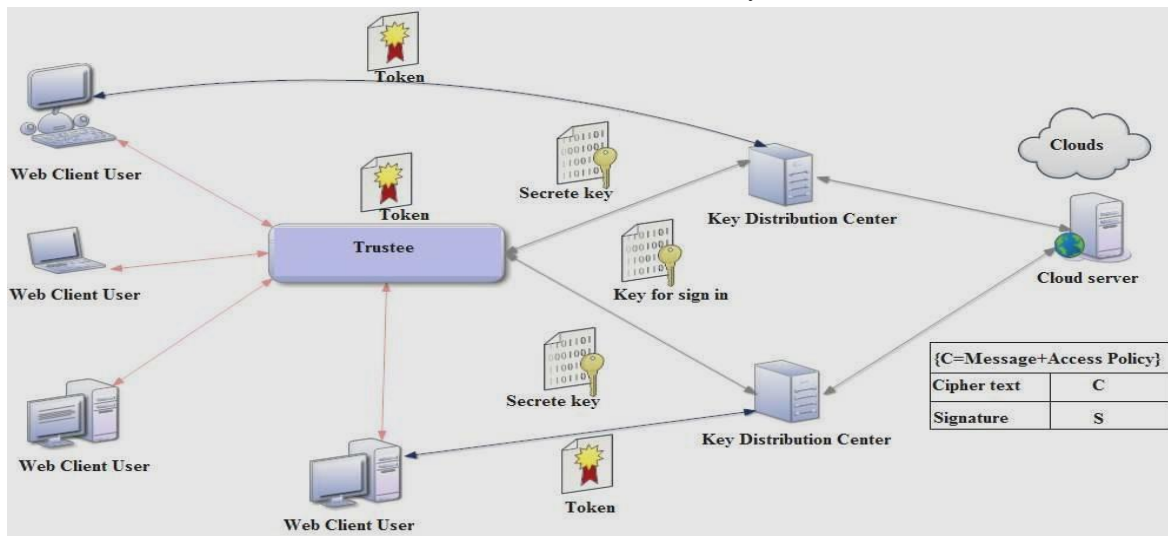 Token
Web Client User
Token
Secrete key
Clouds
Key Distribution Center
Trustee
Web Client User
Key for sign in
Cloud server
{C=Message+Access Policy}
Cipher text C
Signature S
Secrete key
Key Distribution Center
Web Client User
Token
Web Client User